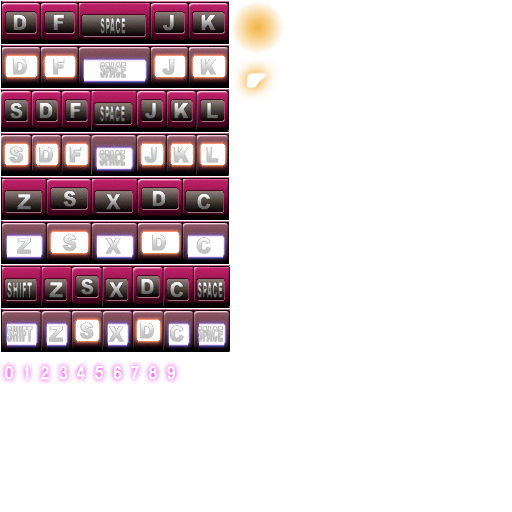 D F SPACE J K
D F SPACE J K
S D F SPACE J K L
S D F SPACE J K L
Z S X D C
Z S X D C
SHIFT Z S X D C SPACE
SHIFT Z S X D C SPACE
0 1 2 3 4 5 6 7 8 9